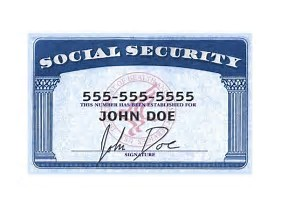 SOCIAL SECURITY
555-555-5555
THIS NUMBER HAS BEEN ESTABLISHED FOR
JOHN DOE
John Doe
SIGNATURE